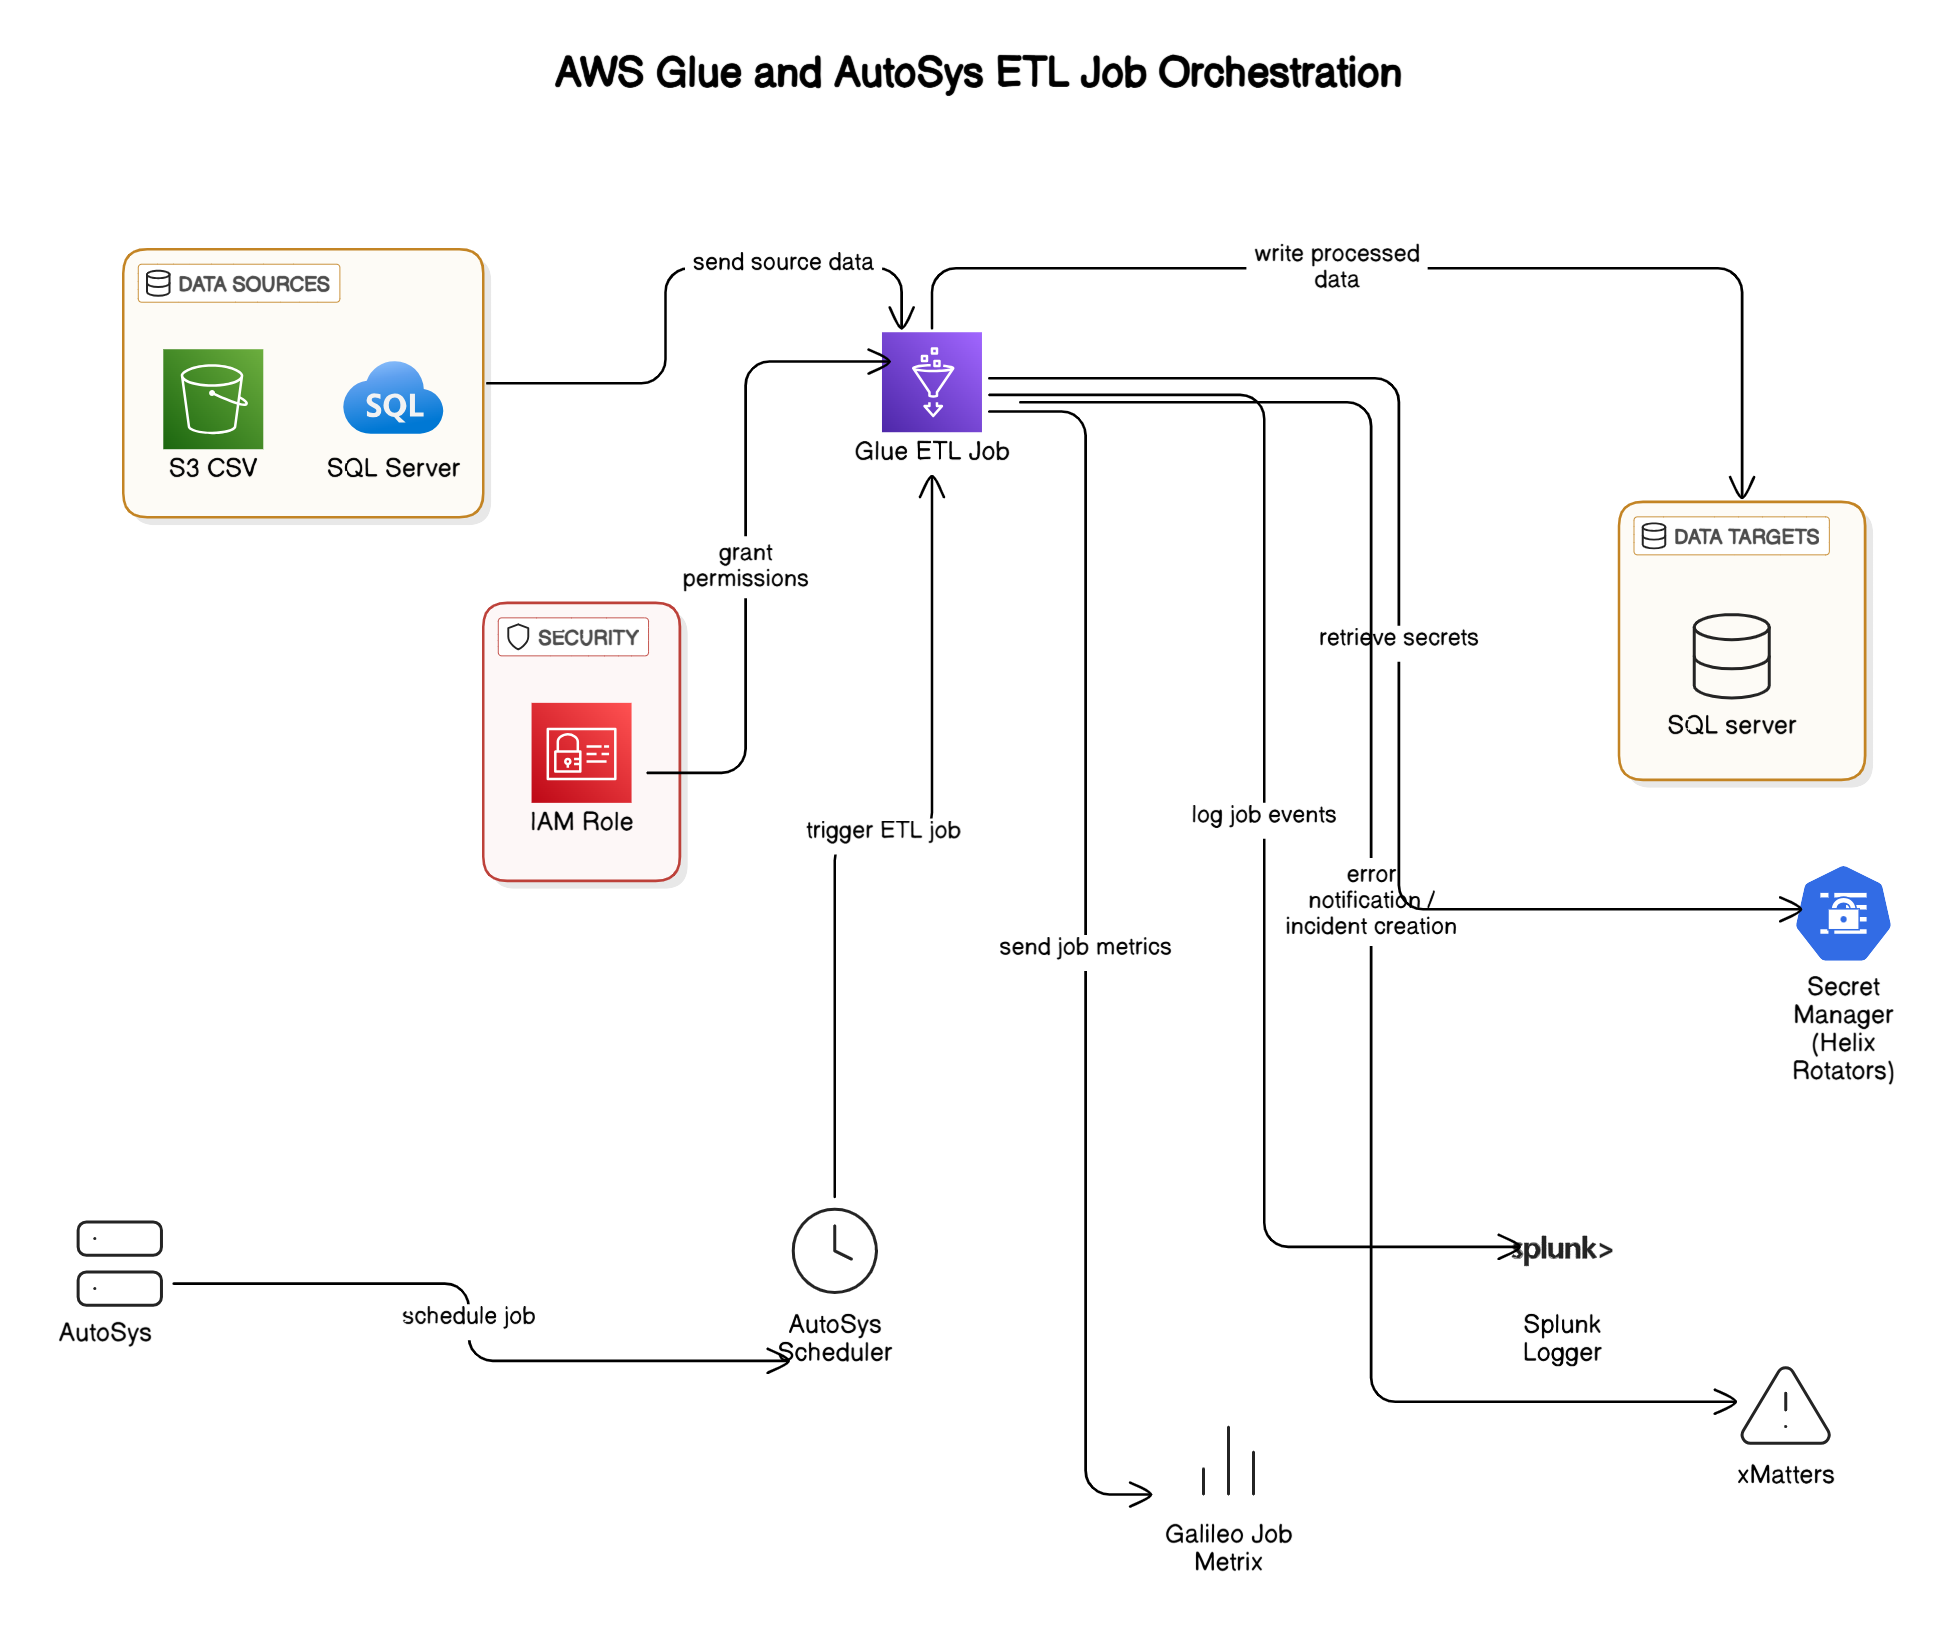 AWS Glue and AutoSys ETL Job Orchestration
send source data
write processed
data
DATA SOURCES
SQL
S3 CSV
SQL Server
Glue ETL Job
grant
permissions
DATA TARGETS
SQL server
SECURITY
IAM Role
retrieve secrets
trigger ETL job
log job events
error
notification /
incident creation
send job metrics
Secret
Manager
(Helix
Rotators)
AutoSys
schedule job
AutoSys
Scheduler
splunk>
Splunk
Logger
xMatters
Galileo Job
Metrix